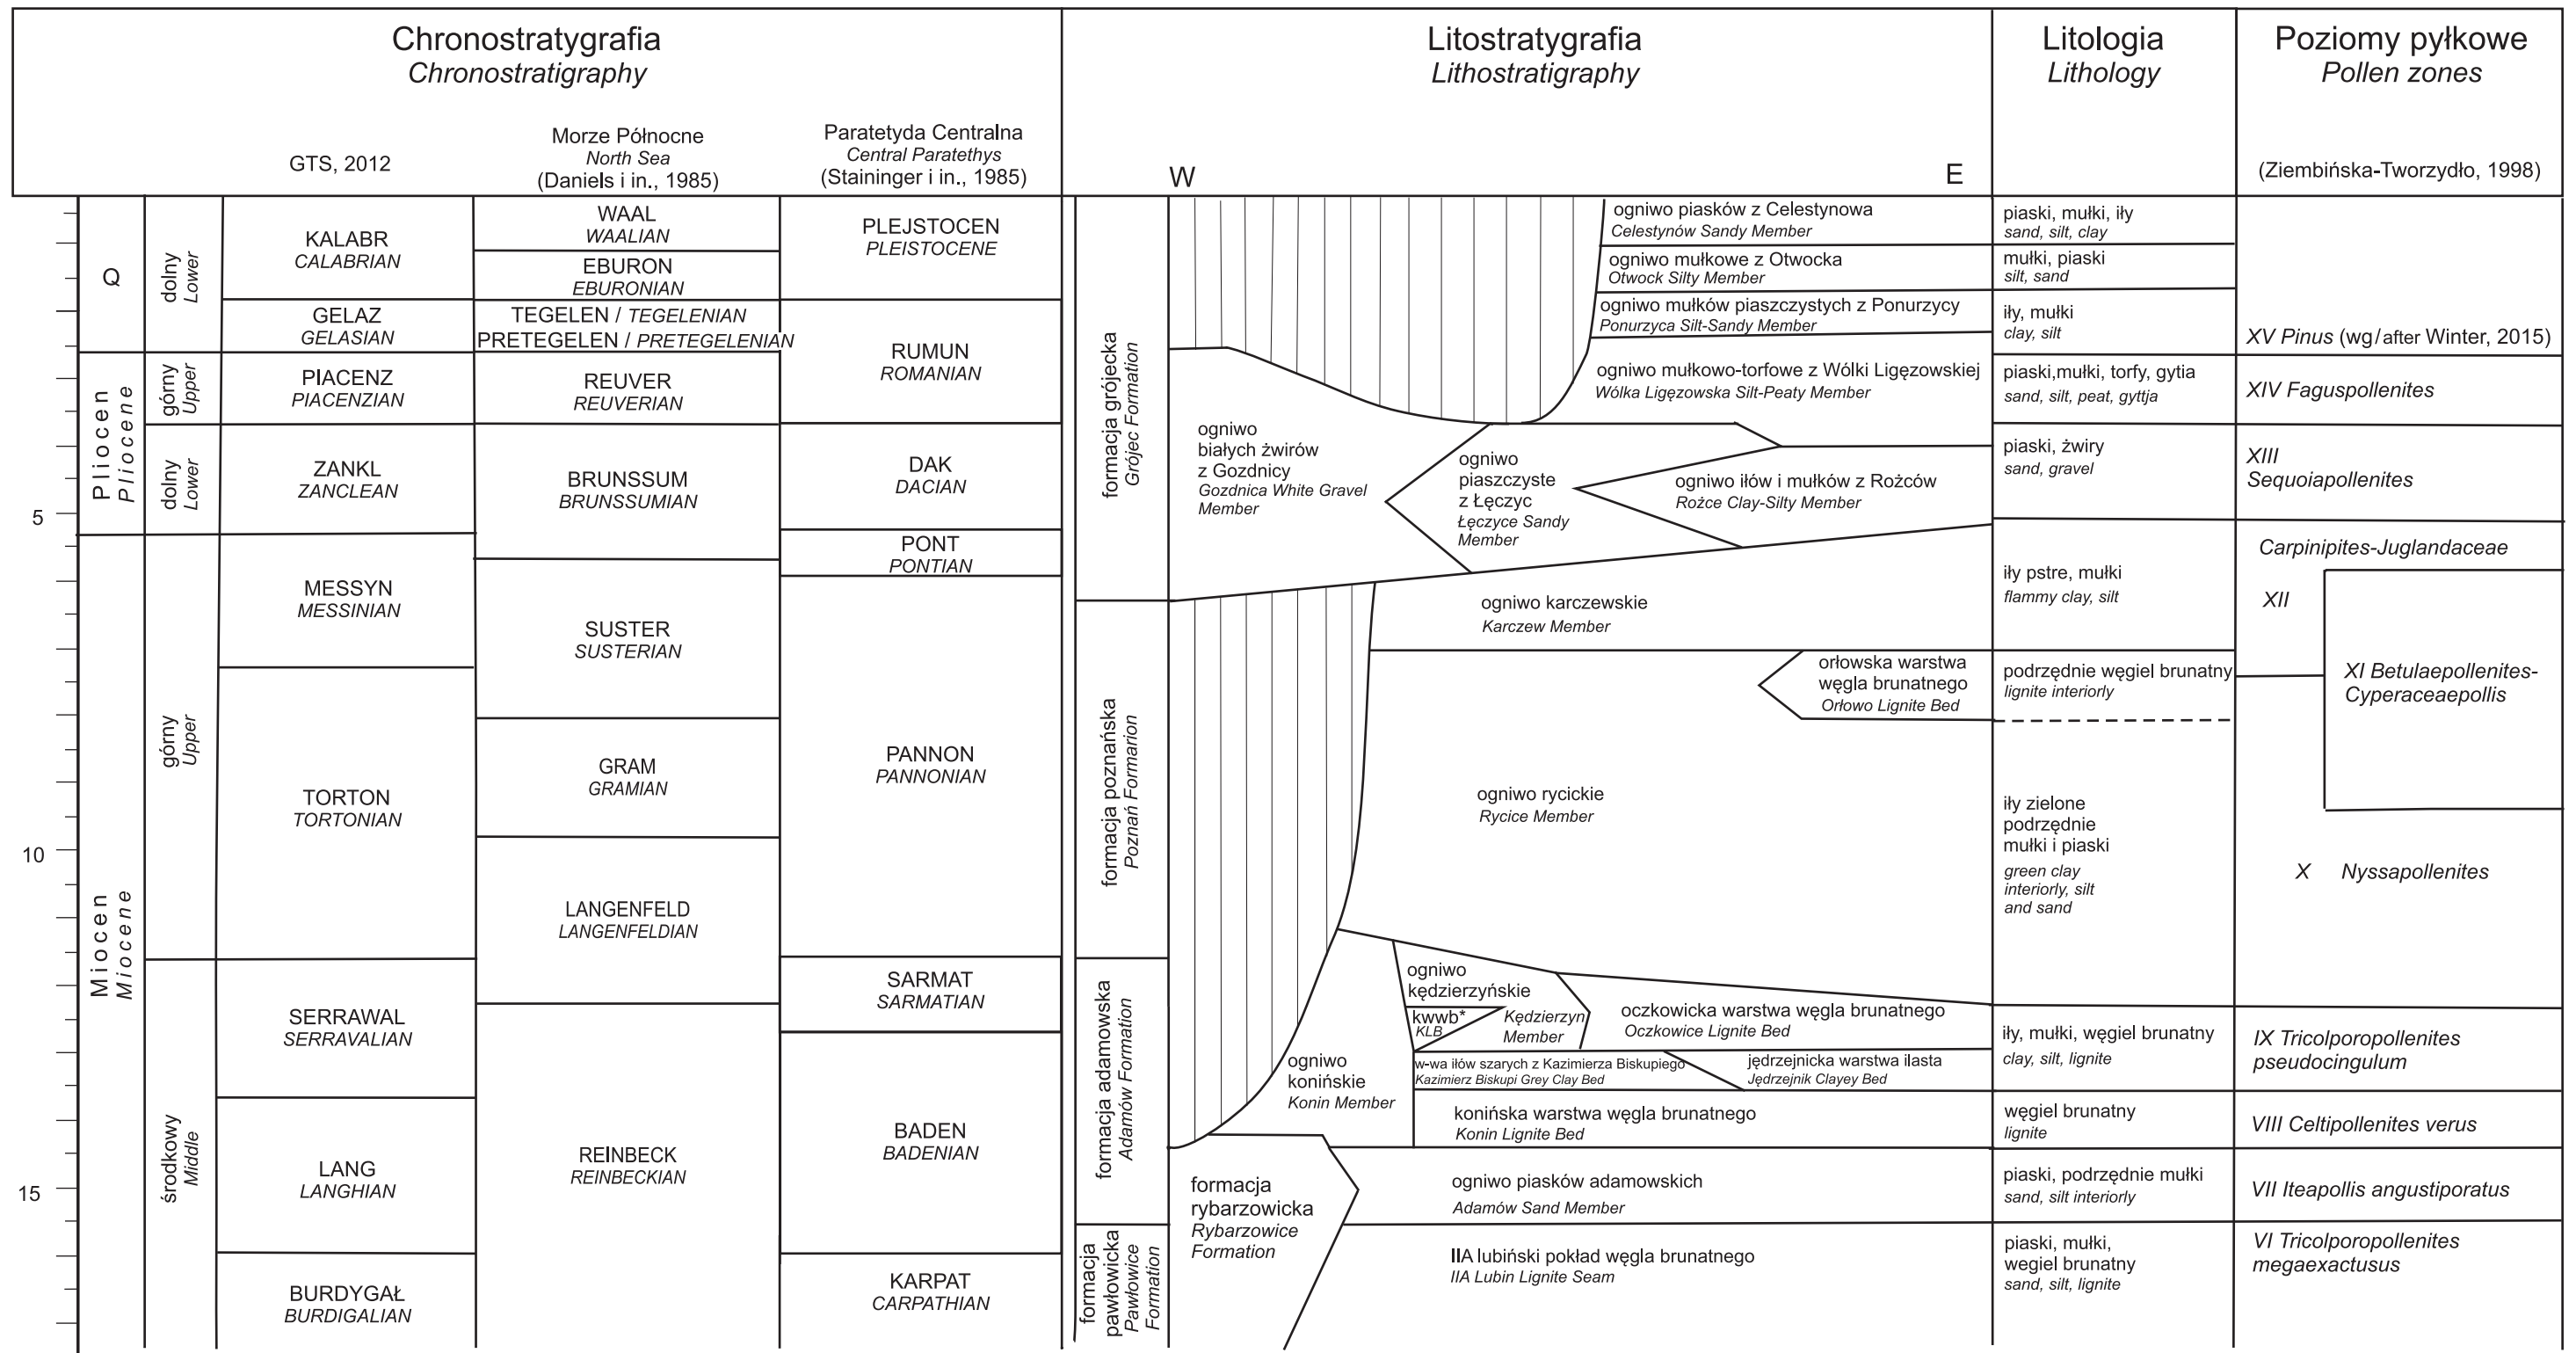 Chronostratygrafia
Chronostratigraphy
GTS, 2012
Morze Północne
North Sea
(Daniels i in., 1985)
Paratetyda Centralna
Central Paratethys
(Staininger i in., 1985)
Litostratygrafia
Lithostratigraphy
W
E
Litologia
Lithology
Poziomy pyłkowe
Pollen zones
(Ziembińska-Tworzydło, 1998)
5
10
15
Q
Pliocen
Pliocene
Miocen
Miocene
dolny
Lower
górny
Upper
dolny
Lower
górny
Upper
środkowy
Middle
KALABR
CALABRIAN
GELAZ
GELASIAN
PIACENZ
PIACENZIAN
ZANKL
ZANCLEAN
MESSYN
MESSINIAN
TORTON
TORTONIAN
SERRAWAL
SERRAVALIAN
LANG
LANGHIAN
BURDYGAŁ
BURDIGALIAN
WAAL
WAALIAN
EBURON
EBURONIAN
TEGELEN / TEGELENIAN
PRETEGELEN / PRETEGELENIAN
REUVER
REUVERIAN
BRUNSSUM
BRUNSSUMIAN
SUSTER
SUSTERIAN
GRAM
GRAMIAN
LANGENFELD
LANGENFELDIAN
REINBECK
REINBECKIAN
PLEJSTOCEN
PLEISTOCENE
RUMUN
ROMANIAN
DAK
DACIAN
PONT
PONTIAN
PANNON
PANNONIAN
SARMAT
SARMATIAN
BADEN
BADENIAN
KARPAT
CARPATHIAN
formacja grójecka
Grójec Formation
formacja poznańska
Poznań Formarion
formacja adamowska
Adamów Formation
formacja
pawłowicka
Pawłowice
Formation
ogniwo piasków z Celestynowa
Celestynów Sandy Member
ogniwo mułkowe z Otwocka
Otwock Silty Member
ogniwo mułków piaszczystych z Ponurzycy
Ponurzyca Silt-Sandy Member
ogniwo mułkowo-torfowe z Wólki Ligęzowskiej
Wólka Ligęzowska Silt-Peaty Member
ogniwo
białych żwirów
z Gozdnicy
Gozdnica White Gravel
Member
ogniwo
piaszczyste
z Łęczyc
Łęczyce Sandy
Member
ogniwo iłów i mułków z Rożców
Rożce Clay-Silty Member
ogniwo karczewskie
Karczew Member
orłowska warstwa
węgla brunatnego
Orłowo Lignite Bed
ogniwo rycickie
Rycice Member
ogniwo
kędzierzyńskie
Kędzierzyn
Member
kwwb*
KLB
oczkowicka warstwa węgla brunatnego
Oczkowice Lignite Bed
ogniwo
konińskie
Konin Member
w-wa iłów szarych z Kazimierza Biskupiego
Kazimierz Biskupi Grey Clay Bed
jędrzejnicka warstwa ilasta
Jędrzejnik Clayey Bed
konińska warstwa węgla brunatnego
Konin Lignite Bed
formacja
rybarzowicka
Rybarzowice
Formation
ogniwo piasków adamowskich
Adamów Sand Member
IIA lubiński pokład węgla brunatnego
IIA Lubin Lignite Seam
piaski, mułki, iły
sand, silt, clay
mułki, piaski
silt, sand
iły, mułki
clay, silt
piaski,mułki, torfy, gytia
sand, silt, peat, gyttja
piaski, żwiry
sand, gravel
iły pstre, mułki
flammy clay, silt
podrzędnie węgiel brunatny
lignite interiorly
iły zielone
podrzędnie
mułki i piaski
green clay
interiorly, silt
and sand
iły, mułki, węgiel brunatny
clay, silt, lignite
węgiel brunatny
lignite
piaski, podrzędnie mułki
sand, silt interiorly
piaski, mułki,
wegiel brunatny
sand, silt, lignite
XV Pinus (wg/after Winter, 2015)
XIV Faguspollenites
XIII
Sequoiapollenites
Carpinipites-Juglandaceae
XII
XI Betulaepollenites-
Cyperaceaepollis
X Nyssapollenites
IX Tricolporopollenites
pseudocingulum
VIII Celtipollenites verus
VII Iteapollis angustiporatus
VI Tricolporopollenites
megaexactusus